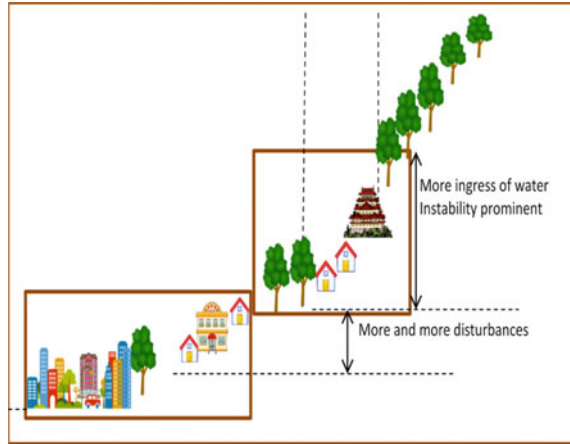 More ingress of water
Instability prominent
More and more disturbances